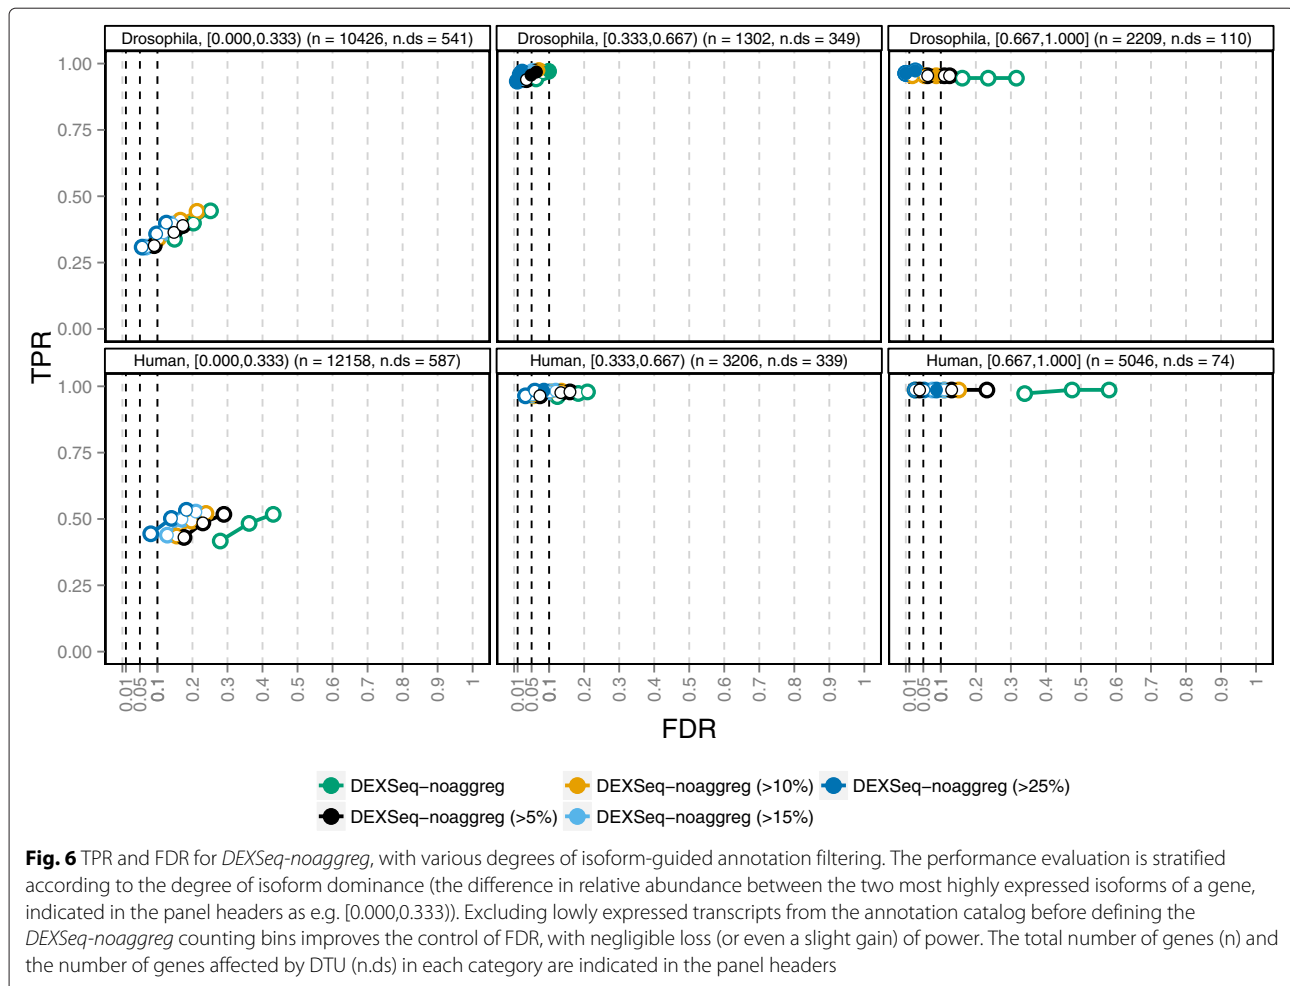 Drosophila, [0.000,0.333) (n = 10426, n.ds = 541)
Drosophila, [0.333,0.667) (n = 1302, n.ds = 349)
Drosophila, [0.667,1.000] (n = 2209, n.ds = 110)
1.00
0.75
0.50
0.25
0.00
Human, [0.000,0.333) (n = 12158, n.ds = 587)
Human, [0.333,0.667) (n = 3206, n.ds = 339)
Human, [0.667,1.000] (n = 5046, n.ds = 74)
1.00
0.75
0.50
0.25
0.00
TPR
0.01 0.05 0.1 0.2 0.3 0.4 0.5 0.6 0.7 0.8 0.9 1
0.01 0.05 0.1 0.2 0.3 0.4 0.5 0.6 0.7 0.8 0.9 1
0.01 0.05 0.1 0.2 0.3 0.4 0.5 0.6 0.7 0.8 0.9 1
FDR
DEXSeq−noaggreg DEXSeq−noaggreg (>10%) DEXSeq−noaggreg (>25%)
DEXSeq−noaggreg (>5%) DEXSeq−noaggreg (>15%)
Fig. 6 TPR and FDR for DEXSeq-noaggreg, with various degrees of isoform-guided annotation filtering. The performance evaluation is stratified
according to the degree of isoform dominance (the difference in relative abundance between the two most highly expressed isoforms of a gene,
indicated in the panel headers as e.g. [0.000,0.333)). Excluding lowly expressed transcripts from the annotation catalog before defining the
DEXSeq-noaggreg counting bins improves the control of FDR, with negligible loss (or even a slight gain) of power. The total number of genes (n) and
the number of genes affected by DTU (n.ds) in each category are indicated in the panel headers